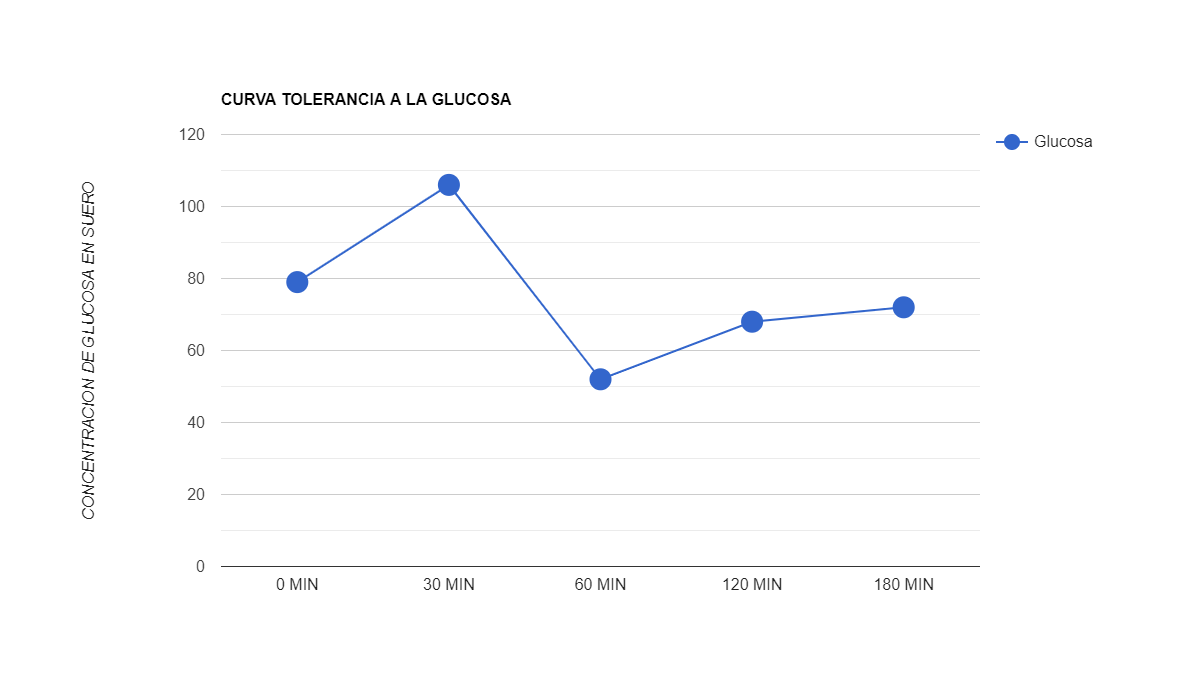 CURVA TOLERANCIA A LA GLUCOSA
Glucosa
CONCENTRACION DE GLUCOSA EN SUERO
120
100
80
60
40
20
0
0 MIN
30 MIN
60 MIN
120 MIN
180 MIN